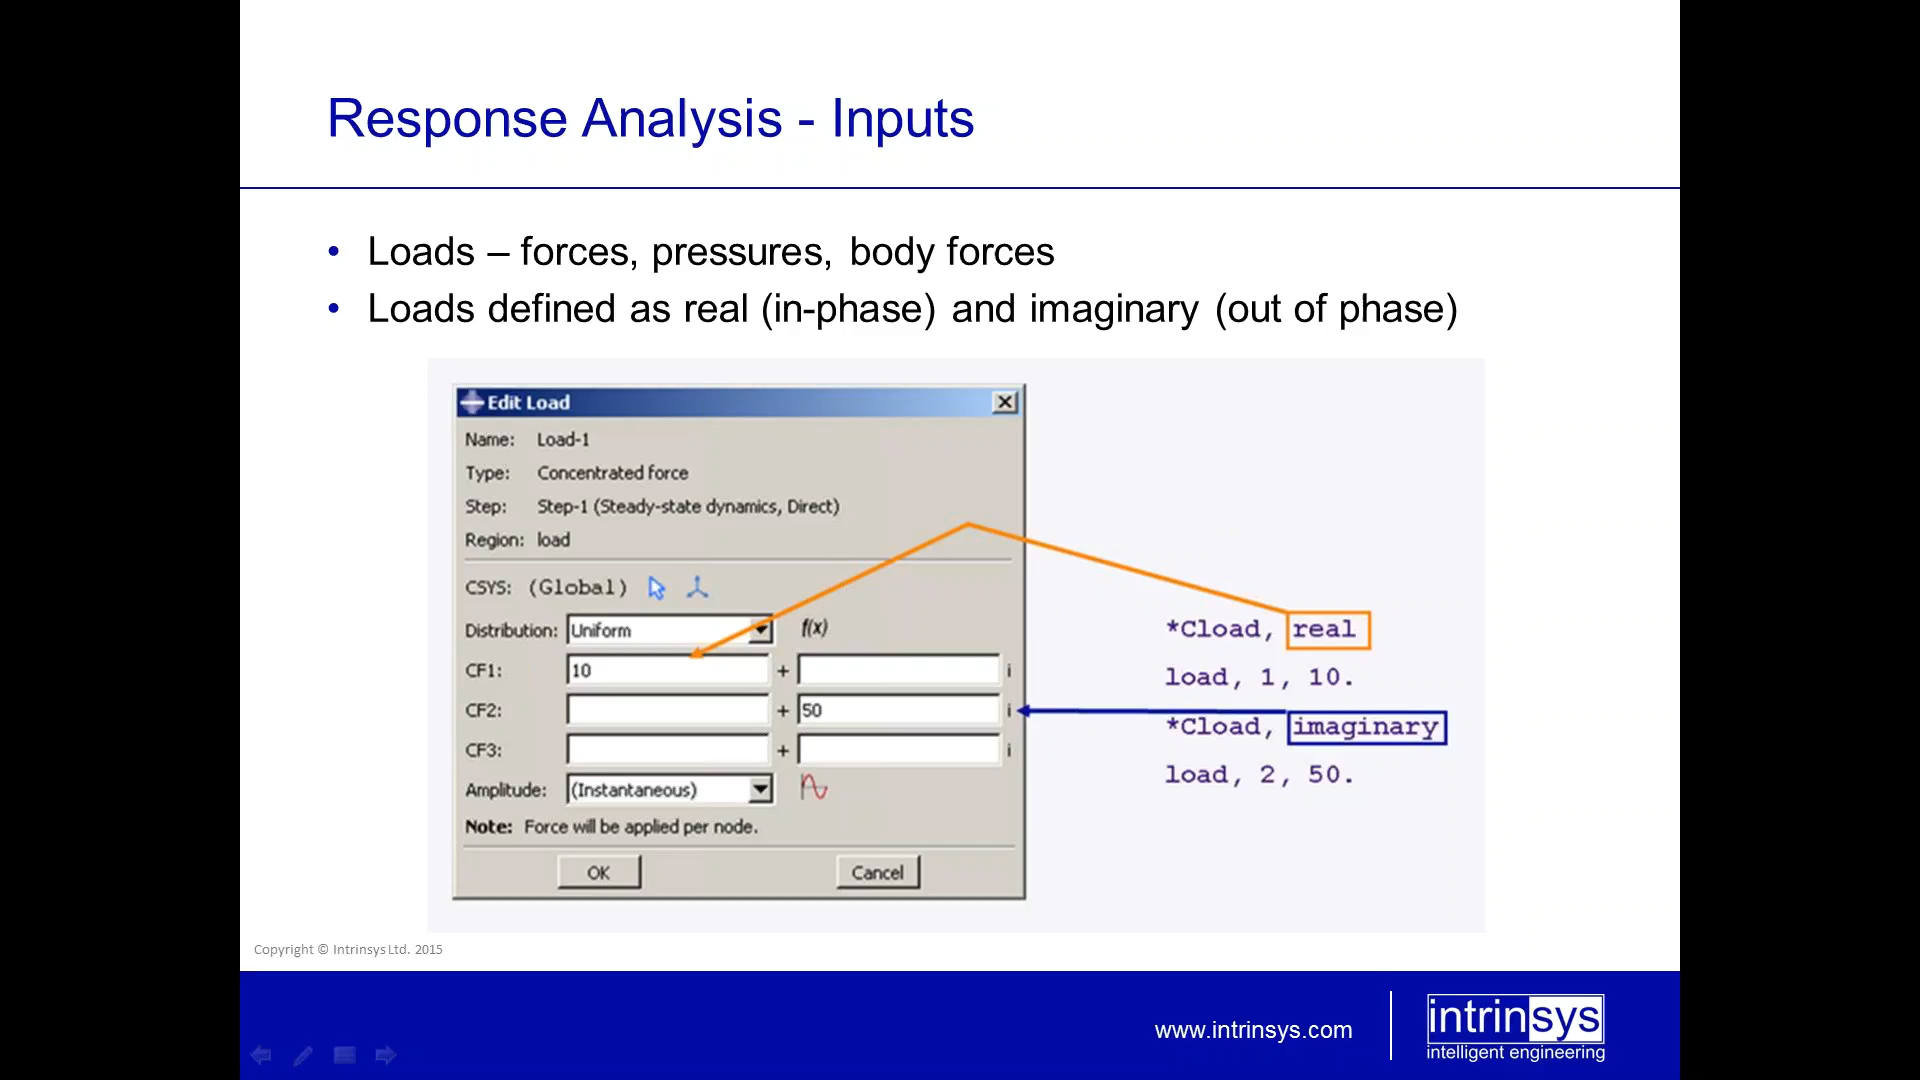 Response Analysis - Inputs
• Loads – forces, pressures, body forces
• Loads defined as real (in-phase) and imaginary (out of phase)
Edit Load
Name: Load-1
Type: Concentrated force
Step: Step-1 (Steady-state dynamics, Direct)
Region: load
CSYS: (Global)
Distribution: Uniform f(x)
CF1: 10 + i
CF2: + 50 i
CF3: + i
Amplitude: (Instantaneous)
Note: Force will be applied per node.
OK Cancel
*Cload, real
load, 1, 10.
*Cload, imaginary
load, 2, 50.
Copyright © Intrinsys Ltd. 2015
www.intrinsys.com
intrinsys
intelligent engineering